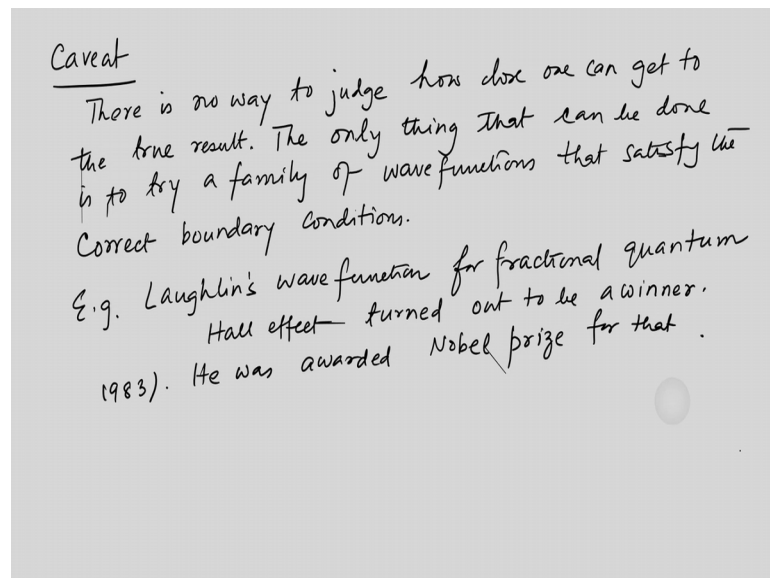 Caveat
There is no way to judge how close one can get to
the true result. The only thing that can be done
is to try a family of wave functions that satisfy the
Correct boundary Conditions.
E.g. Laughlin's wave function for fractional quantum
Hall effect turned out to be a winner.
1983). He was awarded Nobel prize for that.